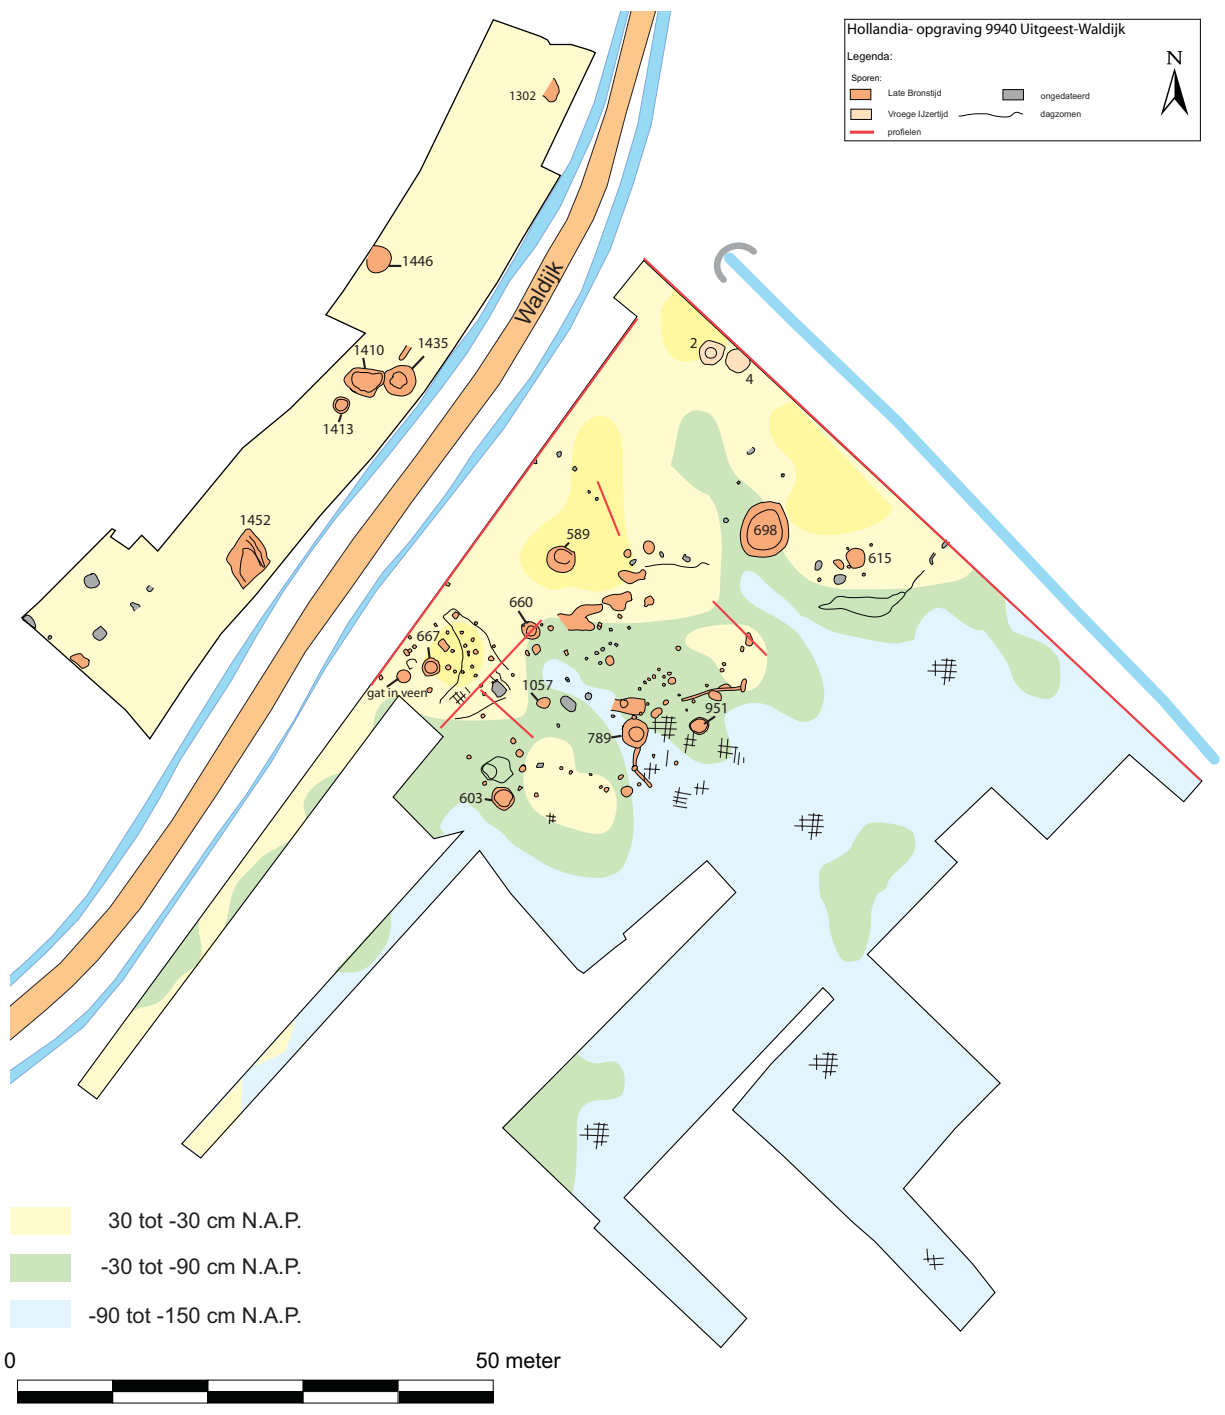 Hollandia- opgraving 9940 Uitgeest-Waldijk
Legenda:
Sporen:
Late Bronstijd
ongedateerd
Vroege IJzertijd
dagzomen
profielen
N
1302
1446
Waldijk
1410
1435
1413
2
4
1452
589
698
615
660
667
gat in veen
1057
951
789
603
30 tot -30 cm N.A.P.
-30 tot -90 cm N.A.P.
-90 tot -150 cm N.A.P.
0
50 meter